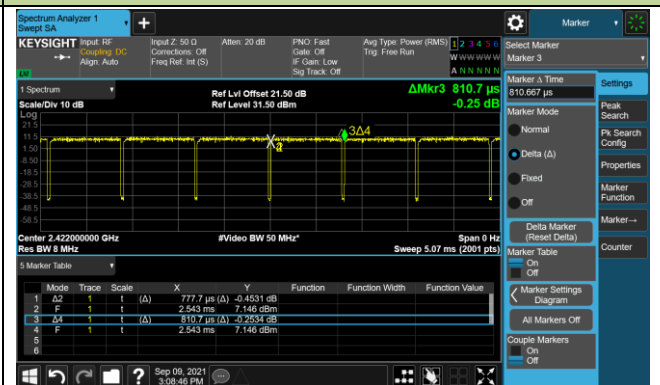 Spectrum Analyzer 1
Swept SA
KEYSIGHT Input: RF
Coupling: DC
Align: Auto
Input Z: 50 Ω
Corrections: Off
Freq Ref: Int (S)
Atten: 20 dB
PNO: Fast
Gate: Off
IF Gain: Low
Sig Track: Off
Avg Type: Power (RMS)
Trig: Free Run
1 2 3 4 5 6
W W W W W W
A N N N N N
1 Spectrum
Scale/Div 10 dB
Log
Ref Lvl Offset 21.50 dB
Ref Level 31.50 dBm
ΔMkr3 810.7 µs
-0.25 dB
21.5
11.5
1.50
-8.50
-18.5
-28.5
-38.5
-48.5
-58.5
3Δ4
Center 2.422000000 GHz
Res BW 8 MHz
#Video BW 50 MHz*
Span 0 Hz
Sweep 5.07 ms (2001 pts)
5 Marker Table
Mode Trace Scale X Y Function Function Width Function Value
1 Δ2 1 t (Δ) 777.7 µs (Δ) -0.4531 dB
2 F 1 t 2.543 ms 7.146 dBm
3 Δ4 1 t (Δ) 810.7 µs (Δ) -0.2534 dB
4 F 1 t 2.543 ms 7.146 dBm
5
6
Sep 09, 2021
3:08:46 PM
Marker
Select Marker
Marker 3
Marker Δ Time
810.667 µs
Marker Mode
Normal
Delta (Δ)
Fixed
Off
Delta Marker
(Reset Delta)
Marker Table
On
Off
Marker Settings
Diagram
All Markers Off
Couple Markers
On
Off
Settings
Peak
Search
Pk Search
Config
Properties
Marker
Function
Marker→
Counter